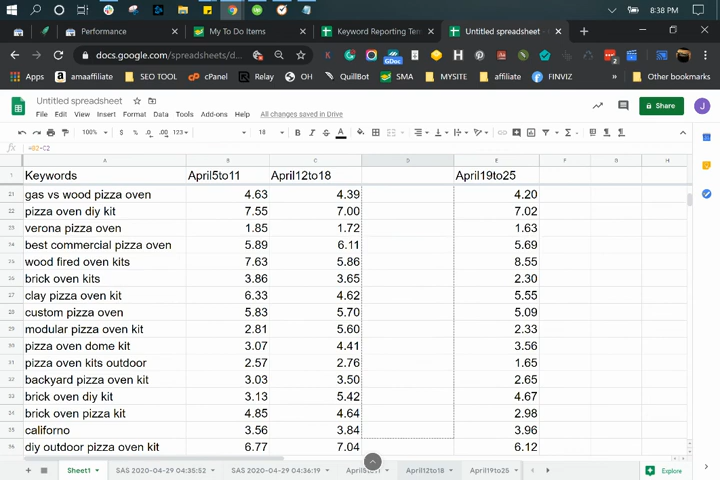 8:38 PM
Performance
My To Do Items
Keyword Reporting Tem
Untitled spreadsheet
docs.google.com/spreadsheets/d...
Apps
amaaffiliate
SEO TOOL
cPanel
Relay
OH
QuillBot
SMA
MYSITE
affiliate
FINVIZ
Other bookmarks
Untitled spreadsheet
Share
J
File Edit View Insert Format Data Tools Add-ons Help All changes saved in Drive
100% $ % .0 .00 123 18 B I S A
fx =B2-C2
A B C D E F G H
1 Keywords April5to11 April12to18 April19to25
21 gas vs wood pizza oven 4.63 4.39 4.20
22 pizza oven diy kit 7.55 7.00 7.02
23 verona pizza oven 1.85 1.72 1.63
24 best commercial pizza oven 5.89 6.11 5.69
25 wood fired oven kits 7.63 5.86 8.55
26 brick oven kits 3.86 3.65 2.30
27 clay pizza oven kit 6.33 4.62 5.55
28 custom pizza oven 5.83 5.70 5.09
29 modular pizza oven kit 2.81 5.60 2.33
30 pizza oven dome kit 3.07 4.41 3.56
31 pizza oven kits outdoor 2.57 2.76 1.65
32 backyard pizza oven kit 3.03 3.50 2.65
33 brick oven diy kit 3.13 5.42 4.67
34 brick oven pizza kit 4.85 4.64 2.98
35 californo 3.56 3.84 3.96
36 diy outdoor pizza oven kit 6.77 7.04 6.12
Sheet1 SAS 2020-04-29 04:35:52 SAS 2020-04-29 04:36:19 April12to18 April19to25 Explore